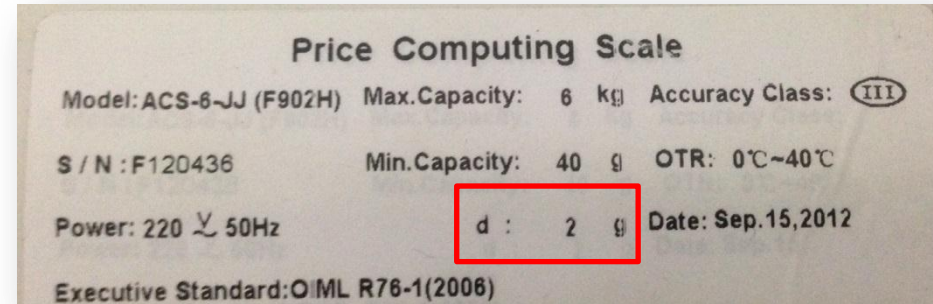 Price Computing Scale
Model: ACS-6-JJ (F902H) Max.Capacity: 6 kg Accuracy Class: III
S / N : F120436 Min.Capacity: 40 g OTR: 0℃~40℃
Power: 220 V 50Hz d : 2 g Date: Sep.15,2012
Executive Standard:OIML R76-1(2006)